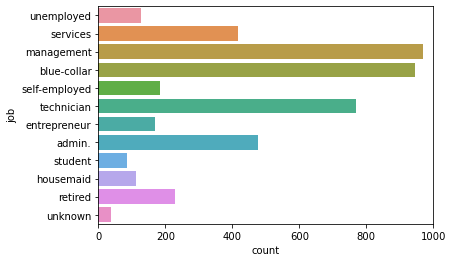 unemployed
services
management
blue-collar
self-employed
technician
entrepreneur
admin.
student
housemaid
retired
unknown
job
0 200 400 600 800 1000
count